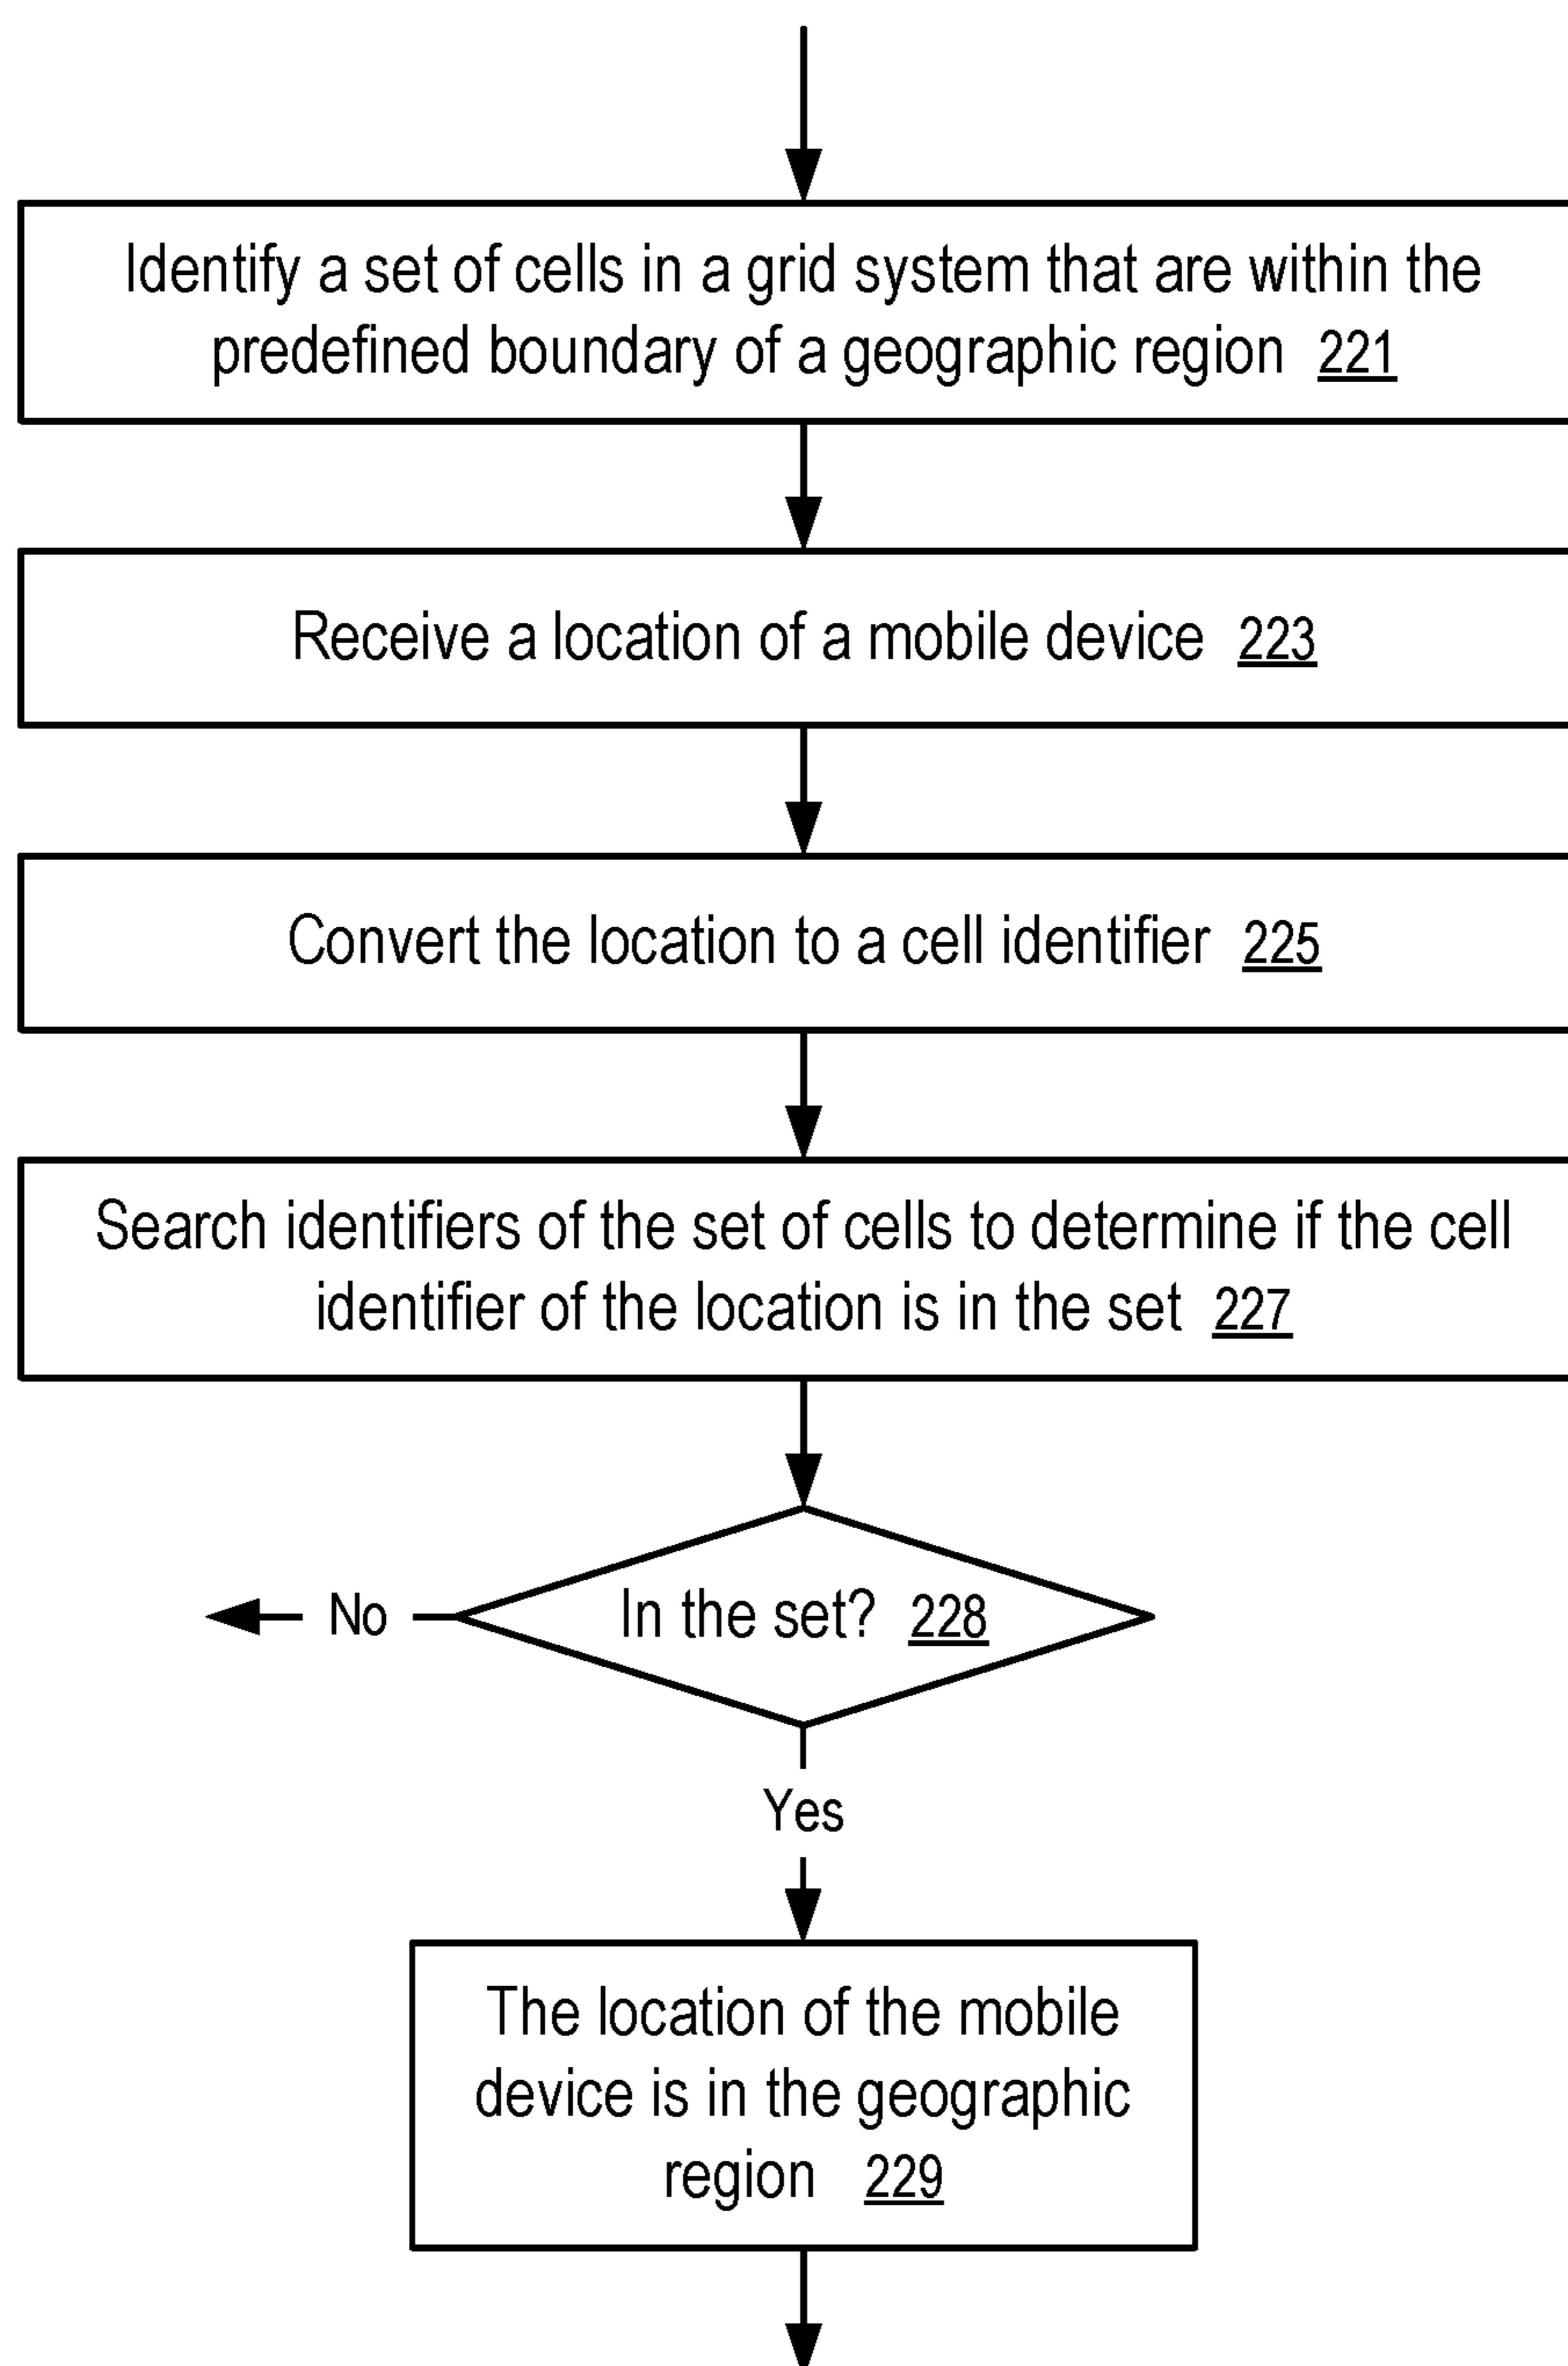 Identify a set of cells in a grid system that are within the
predefined boundary of a geographic region 221
Receive a location of a mobile device 223
Convert the location to a cell identifier 225
Search identifiers of the set of cells to determine if the cell
identifier of the location is in the set 227
In the set? 228
No
Yes
The location of the mobile
device is in the geographic
region 229